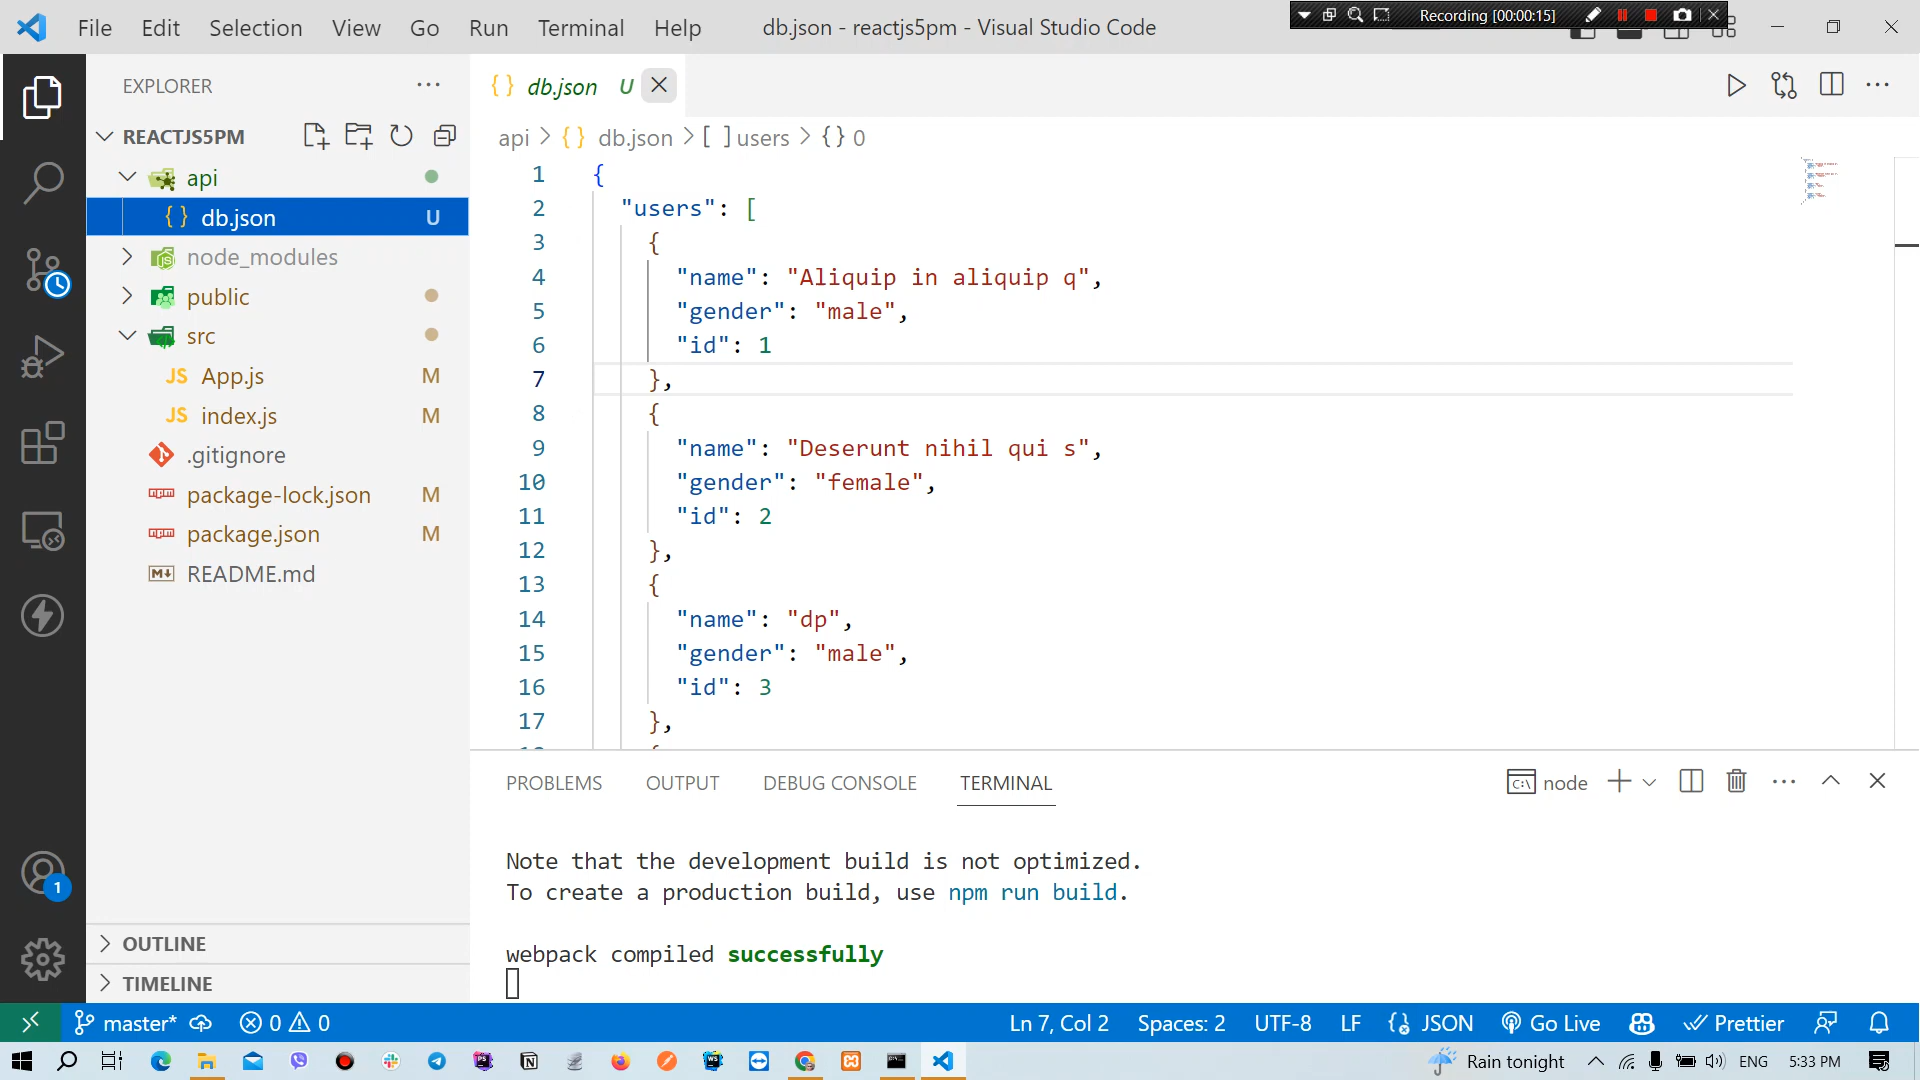 File Edit Selection View Go Run Terminal Help
db.json - reactjs5pm - Visual Studio Code
Recording [00:00:15]
EXPLORER
REACTJS5PM
api
db.json U
node_modules
public
src
JS App.js M
JS index.js M
.gitignore
package-lock.json M
package.json M
README.md
OUTLINE
TIMELINE
1
{} db.json U
api > {} db.json > [ ] users > {} 0
1 {
2 "users": [
3 {
4 "name": "Aliquip in aliquip q",
5 "gender": "male",
6 "id": 1
7 },
8 {
9 "name": "Deserunt nihil qui s",
10 "gender": "female",
11 "id": 2
12 },
13 {
14 "name": "dp",
15 "gender": "male",
16 "id": 3
17 },
PROBLEMS OUTPUT DEBUG CONSOLE TERMINAL
node
Note that the development build is not optimized.
To create a production build, use npm run build.
webpack compiled successfully
master* 0 0
Ln 7, Col 2 Spaces: 2 UTF-8 LF JSON Go Live Prettier
Rain tonight ENG 5:33 PM